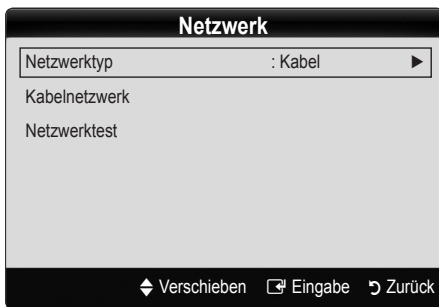 Netzwerk
Netzwerktyp : Kabel ▶
Kabelnetzwerk
Netzwerktest
Verschieben Eingabe Zurück